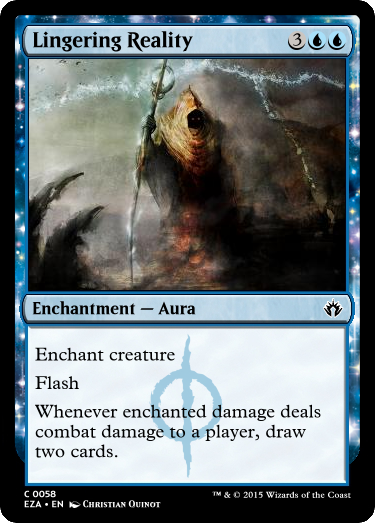 Lingering Reality 3
Enchantment — Aura
Enchant creature
Flash
Whenever enchanted damage deals
combat damage to a player, draw
two cards.
C 0058
EZA • EN Christian Quinot
™ & © 2015 Wizards of the Coast